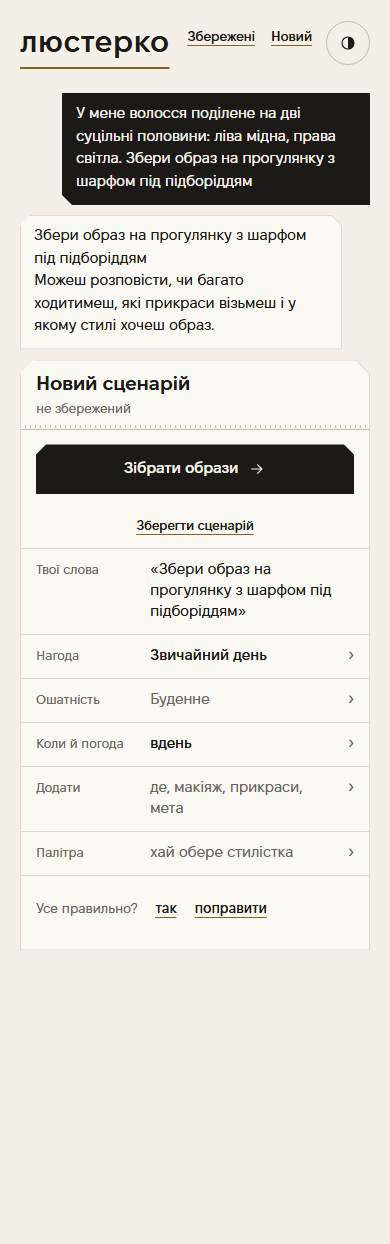 люстерко
Збережені
Новий
У мене волосся поділене на дві
суцільні половини: ліва мідна, права
світла. Збери образ на прогулянку з
шарфом під підборіддям
Збери образ на прогулянку з шарфом
під підборіддям
Можеш розповісти, чи багато
ходитимеш, які прикраси візьмеш і у
якому стилі хочеш образ.
Новий сценарій
не збережений
Зібрати образи →
Зберегти сценарій
Твої слова
«Збери образ на
прогулянку з шарфом під
підборіддям»
Нагода
Звичайний день
Ошатність
Буденне
Коли й погода
вдень
Додати
де, макіяж, прикраси,
мета
Палітра
хай обере стилістка
Усе правильно?
так
поправити